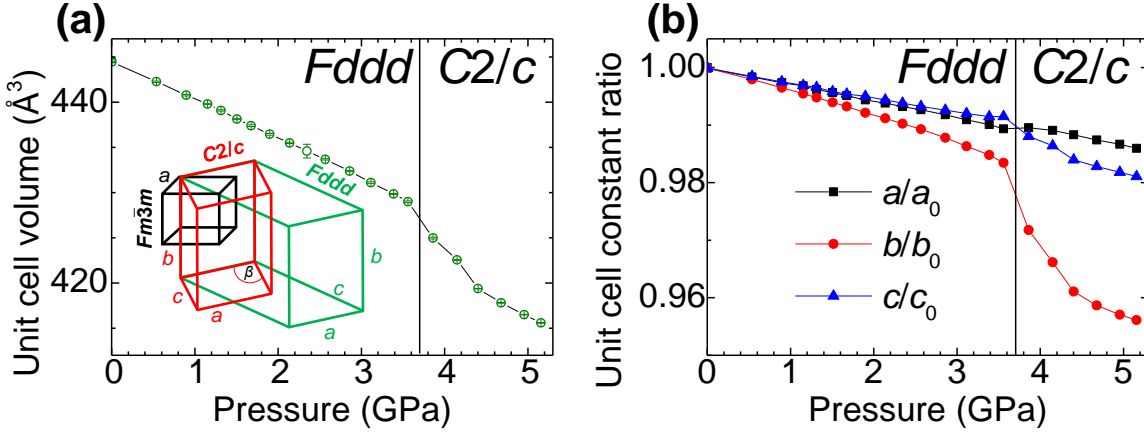 (a)
Fddd
C2/c
Unit cell volume (Å³)
440
420
C2/c
Fddd
Fm3̄m
a
b
c
a
β
c
b
a
0
1
2
3
4
5
Pressure (GPa)
(b)
Fddd
C2/c
Unit cell constant ratio
1.00
0.98
0.96
a/a₀
b/b₀
c/c₀
0
1
2
3
4
5
Pressure (GPa)